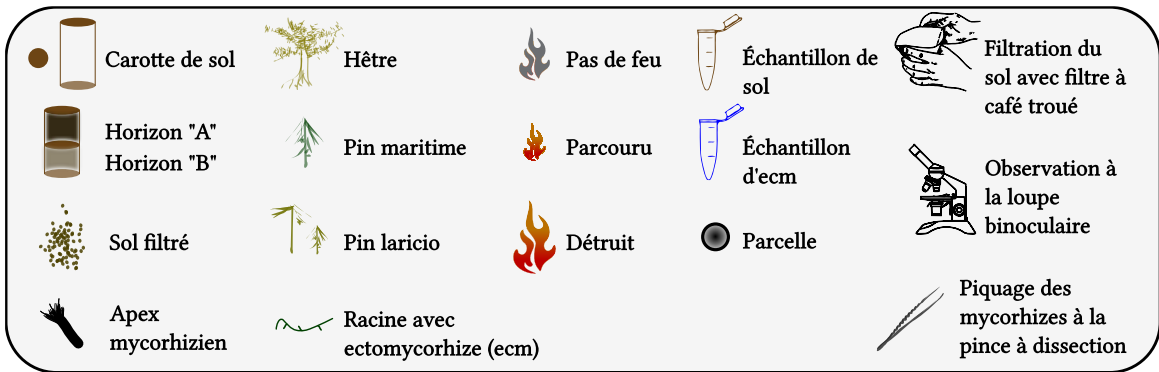 Carotte de sol
Horizon "A"
Horizon "B"
Sol filtré
Apex
mycorhizien
Hêtre
Pin maritime
Pin laricio
Racine avec
ectomycorhize (ecm)
Pas de feu
Parcouru
Détruit
Échantillon de
sol
Échantillon
d'ecm
Parcelle
Filtration du
sol avec filtre à
café troué
Observation à
la loupe
binoculaire
Piquage des
mycorhizes à la
pince à dissection